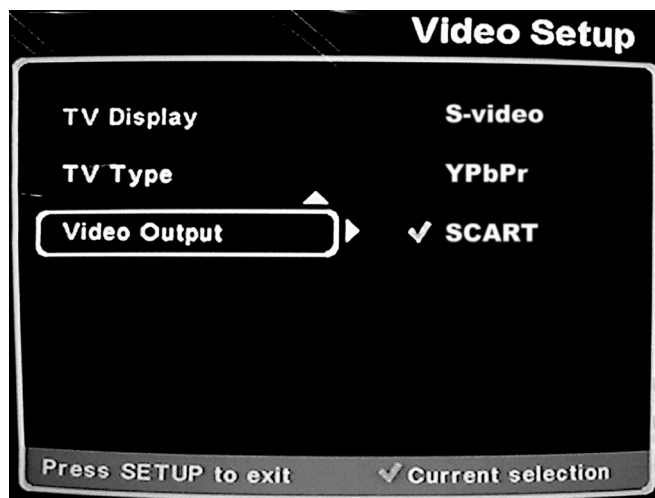 Video Setup
TV Display S-video
TV Type YPbPr
Video Output ✓ SCART
Press SETUP to exit ✓ Current selection